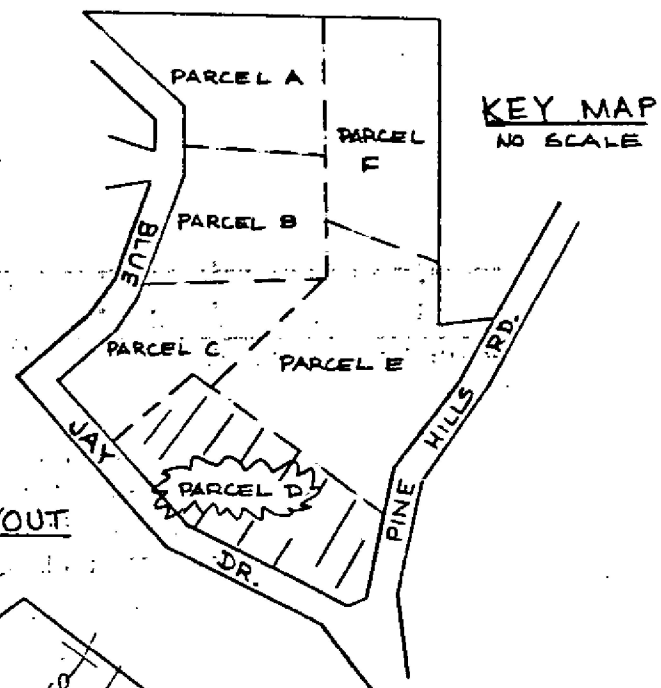 PARCEL A
KEY MAP
NO SCALE
PARCEL
F
PARCEL B
BLUE
PARCEL C
PARCEL E
HILLS RD.
JAY
PARCEL D
PINE
OUT
DR.